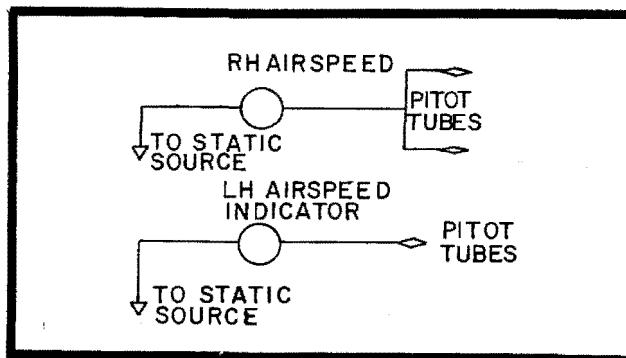 RH AIRSPEED
PITOT
TUBES
TO STATIC
SOURCE
LH AIRSPEED
INDICATOR
PITOT
TUBES
TO STATIC
SOURCE